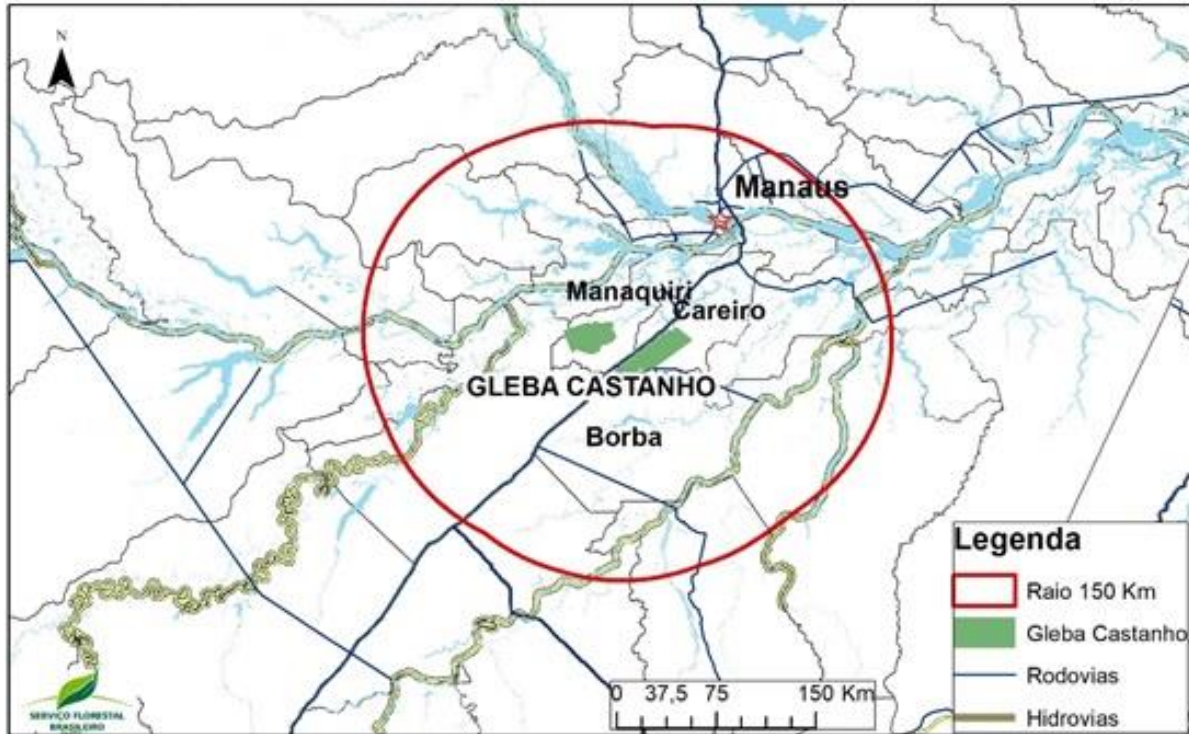 N
Manaus
Manaquiri
Careiro
GLEBA CASTANHO
Borba
Legenda
Raio 150 Km
Gleba Castanho
Rodovias
Hidrovias
0 37,5 75 150 Km
SERVIÇO FLORESTAL
BRASILEIRO